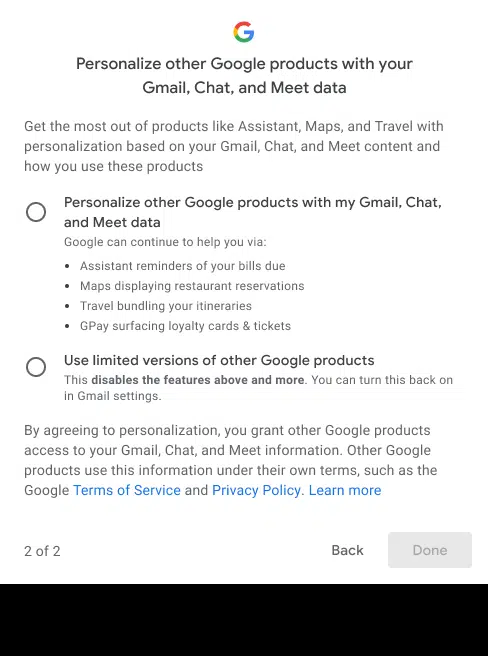 Personalize other Google products with your
Gmail, Chat, and Meet data
Get the most out of products like Assistant, Maps, and Travel with
personalization based on your Gmail, Chat, and Meet content and
how you use these products
Personalize other Google products with my Gmail, Chat,
and Meet data
Google can continue to help you via:
• Assistant reminders of your bills due
• Maps displaying restaurant reservations
• Travel bundling your itineraries
• GPay surfacing loyalty cards & tickets
Use limited versions of other Google products
This disables the features above and more. You can turn this back on
in Gmail settings.
By agreeing to personalization, you grant other Google products
access to your Gmail, Chat, and Meet information. Other Google
products use this information under their own terms, such as the
Google Terms of Service and Privacy Policy. Learn more
2 of 2 Back Done